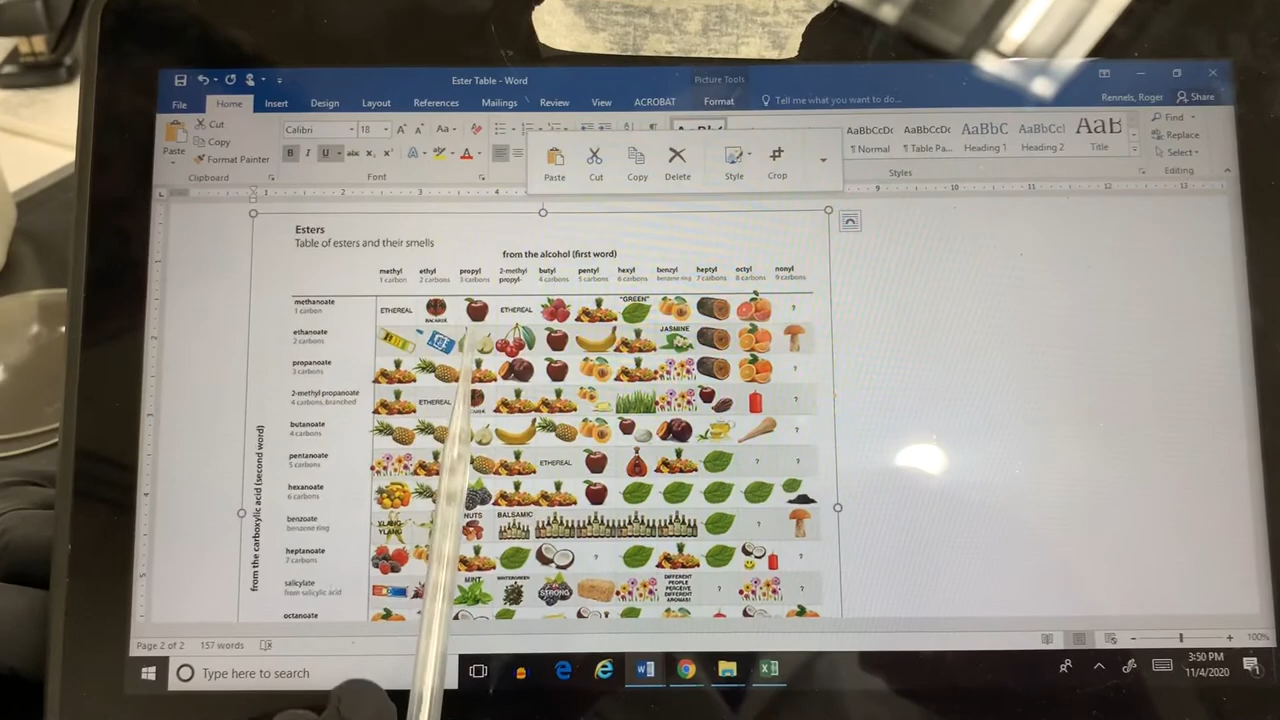 Ester Table - Word
Picture Tools
Rennels, Roger
Share
File
Home
Insert
Design
Layout
References
Mailings
Review
View
ACROBAT
Format
Tell me what you want to do...
Paste
Cut
Copy
Format Painter
Clipboard
Calibri
18
Font
Paste
Cut
Copy
Delete
Style
Crop
AaBbCcDc
AaBbCcDc
AaBbC
AaBbCcl
AaB
Normal
Table Pa...
Heading 1
Heading 2
Title
Styles
Find
Replace
Select
Editing
Esters
Table of esters and their smells
from the alcohol (first word)
methyl
1 carbon
ethyl
2 carbons
propyl
3 carbons
2-methyl
propyl-
butyl
4 carbons
pentyl
5 carbons
hexyl
6 carbons
benzyl
benzene ring
heptyl
7 carbons
octyl
8 carbons
nonyl
9 carbons
from the carboxylic acid (second word)
methanoate
1 carbon
ETHEREAL
BACARDI
ETHEREAL
"GREEN"
?
ethanoate
2 carbons
JASMINE
propanoate
3 carbons
?
2-methyl propanoate
4 carbons, branched
ETHEREAL
?
butanoate
4 carbons
?
pentanoate
5 carbons
ETHEREAL
? ?
hexanoate
6 carbons
benzoate
benzene ring
YLANG
YLANG
NUTS
BALSAMIC
?
heptanoate
7 carbons
?
?
salicylate
from salicylic acid
MINT
WINTERGREEN
STRONG
DIFFERENT
PEOPLE
PERCEIVE
DIFFERENT
AROMAS!
?
?
octanoate
Page 2 of 2
157 words
100%
Type here to search
3:50 PM
11/4/2020